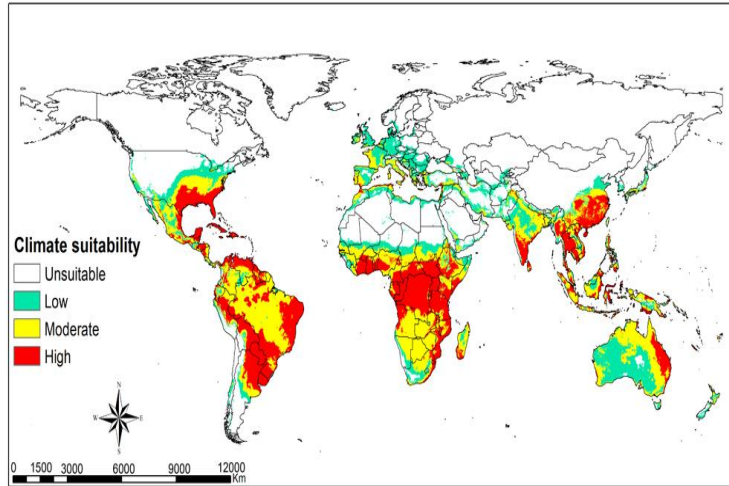 Climate suitability
Unsuitable
Low
Moderate
High
N
W E
S
0 1500 3000 6000 9000 12000
Km